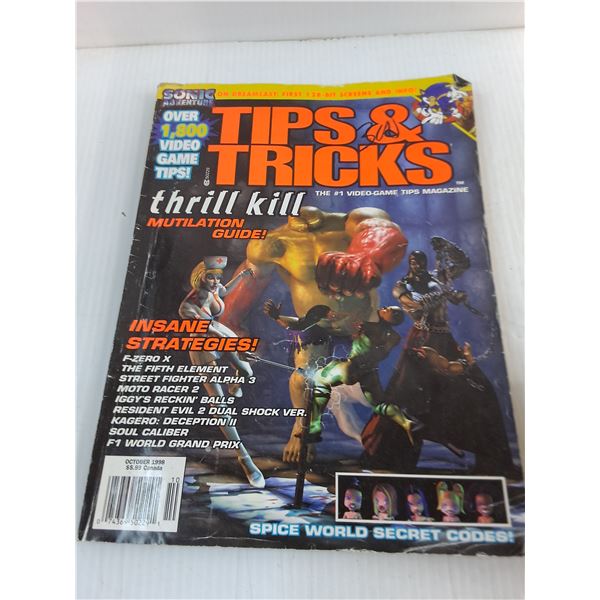 SONIC
ADVENTURE
ON DREAMCAST: FIRST 128-BIT SCREENS AND INFO!
OVER
1,800
VIDEO
GAME
TIPS!
TIPS &
TRICKS
THE #1 VIDEO-GAME TIPS MAGAZINE
thrill kill
MUTILATION
GUIDE!
INSANE
STRATEGIES!
F-ZERO X
THE FIFTH ELEMENT
STREET FIGHTER ALPHA 3
MOTO RACER 2
IGGY'S RECKIN' BALLS
RESIDENT EVIL 2 DUAL SHOCK VER.
KAGERO: DECEPTION II
SOUL CALIBER
F1 WORLD GRAND PRIX
OCTOBER 1998
$5.99 Canada
10
SPICE WORLD SECRET CODES!